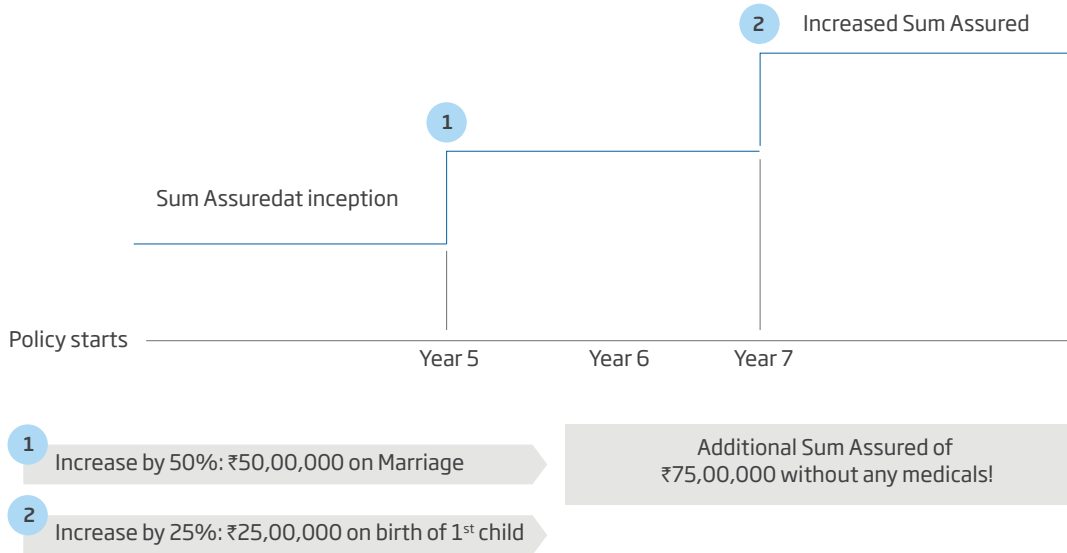 2 Increased Sum Assured
1
Sum Assuredat inception
Policy starts
Year 5 Year 6 Year 7
1
Increase by 50%: ₹50,00,000 on Marriage
2
Increase by 25%: ₹25,00,000 on birth of 1st child
Additional Sum Assured of
₹75,00,000 without any medicals!